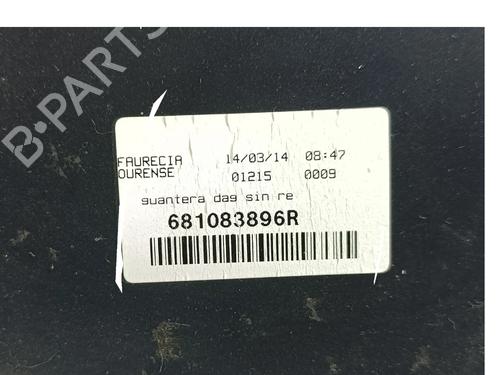 B-PARTS
FAURECIA 14/03/14 08:47
OURENSE 01215 0009
guantera dag sin re
681083896R